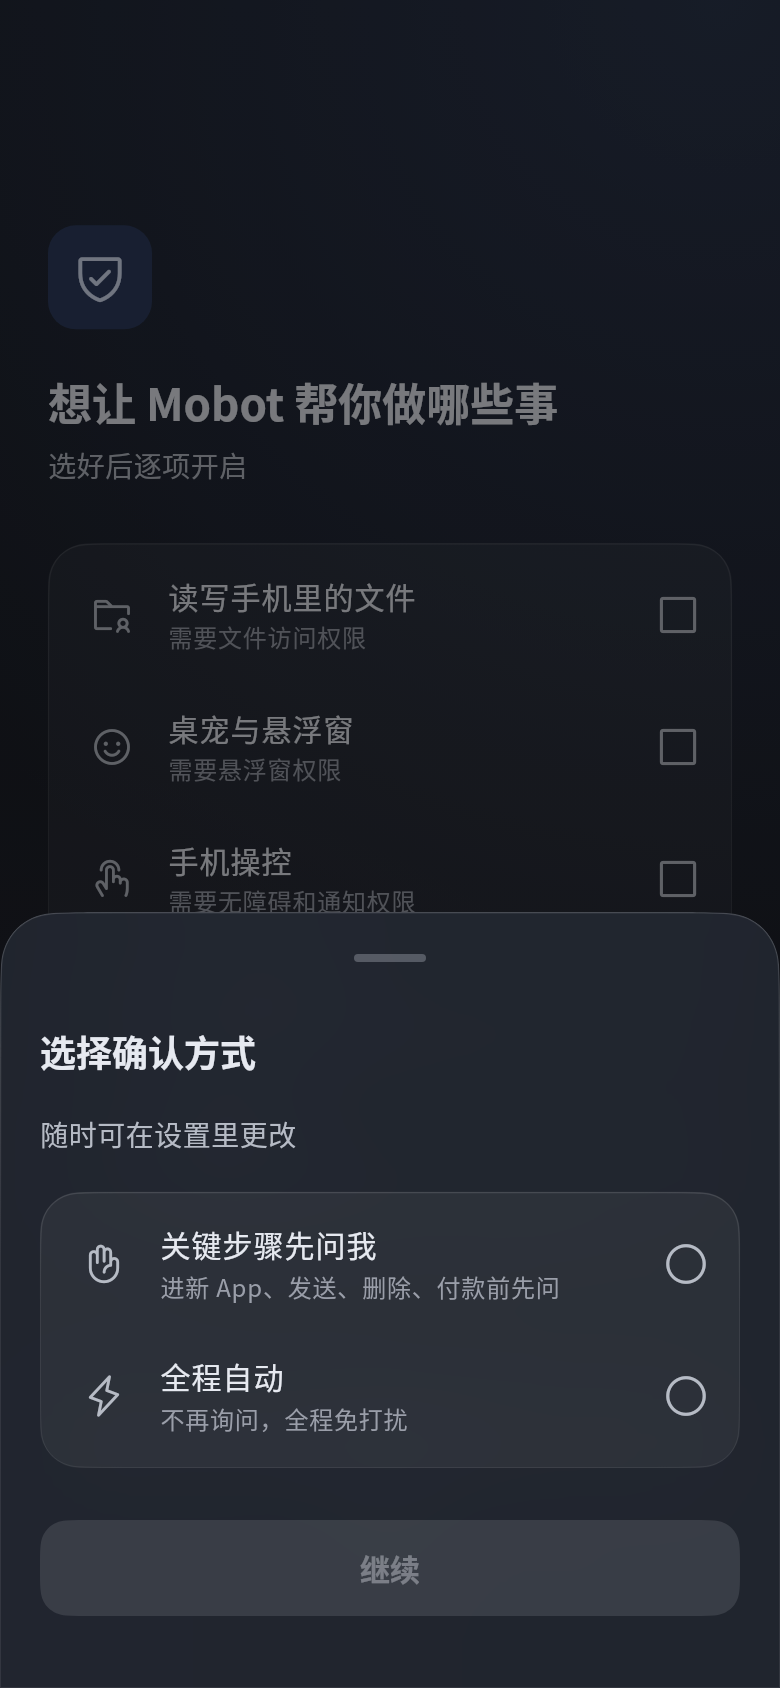 想让 Mobot 帮你做哪些事
选好后逐项开启
读写手机里的文件
需要文件访问权限
桌宠与悬浮窗
需要悬浮窗权限
手机操控
需要无障碍和通知权限
选择确认方式
随时可在设置里更改
关键步骤先问我
进新 App、发送、删除、付款前先问
全程自动
不再询问，全程免打扰
继续